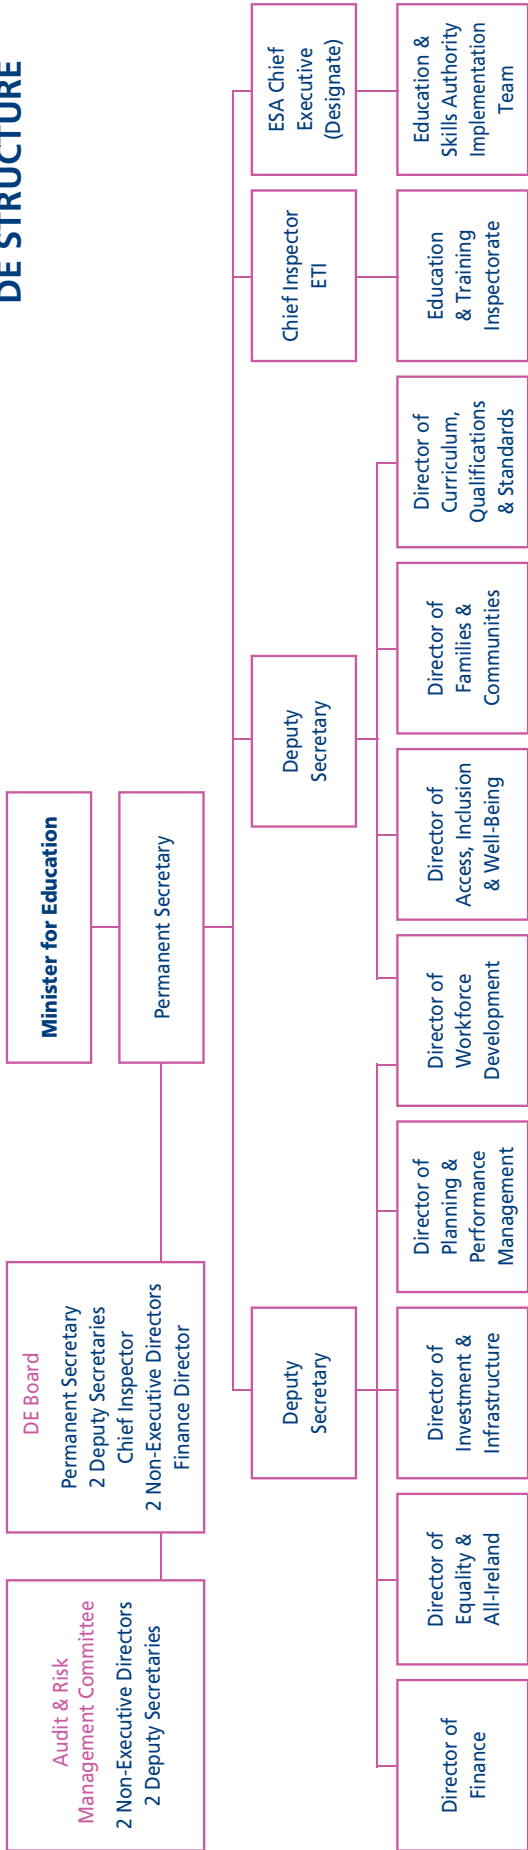 DE STRUCTURE
Minister for Education
Permanent Secretary
Audit & Risk
Management Committee
2 Non-Executive Directors
2 Deputy Secretaries
DE Board
Permanent Secretary
2 Deputy Secretaries
Chief Inspector
2 Non-Executive Directors
Finance Director
Deputy
Secretary
Deputy
Secretary
Chief Inspector
ETI
ESA Chief
Executive
(Designate)
Director of
Finance
Director of
Equality &
All-Ireland
Director of
Investment &
Infrastructure
Director of
Planning &
Performance
Management
Director of
Workforce
Development
Director of
Access, Inclusion
& Well-Being
Director of
Families &
Communities
Director of
Curriculum,
Qualifications
& Standards
Education
& Training
Inspectorate
Education &
Skills Authority
Implementation
Team